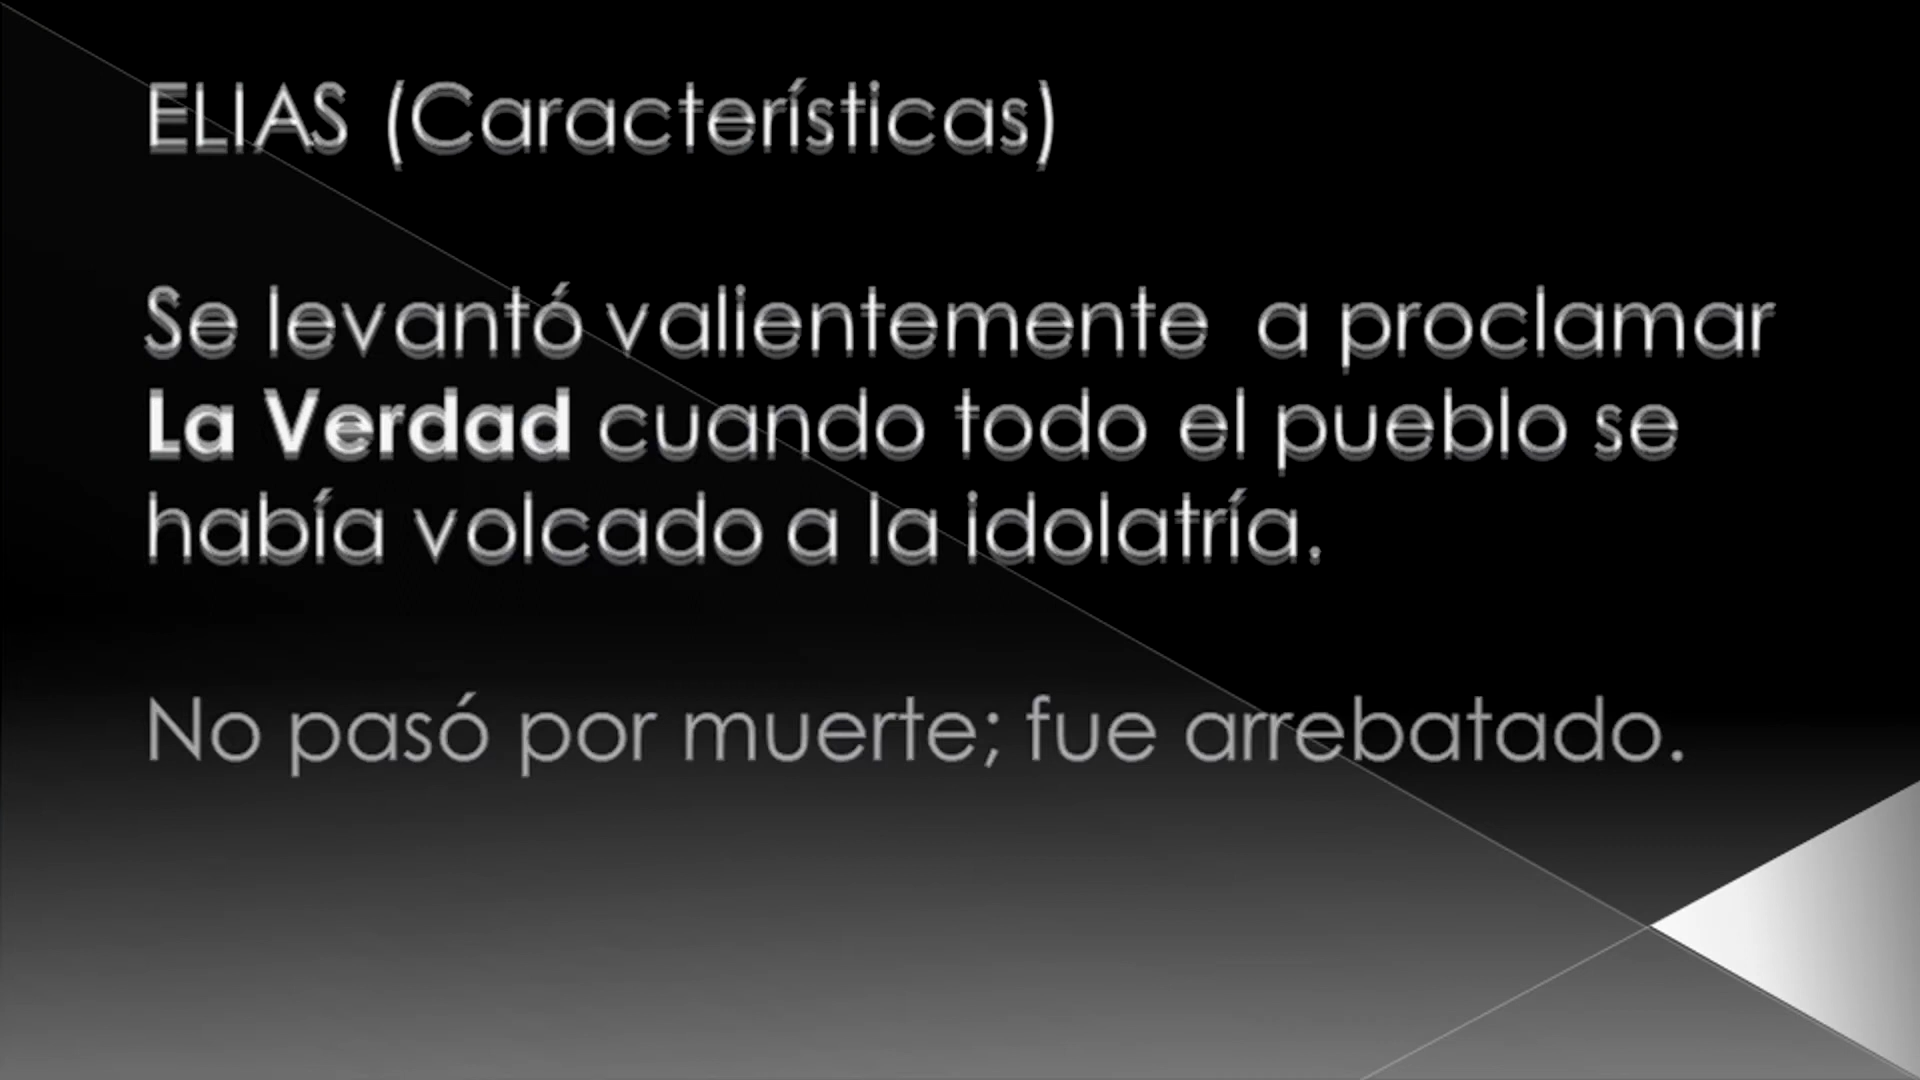 ELIAS (Características)
Se levantó valientemente  a proclamar
La Verdad cuando todo el pueblo se
había volcado a la idolatría.
No pasó por muerte; fue arrebatado.